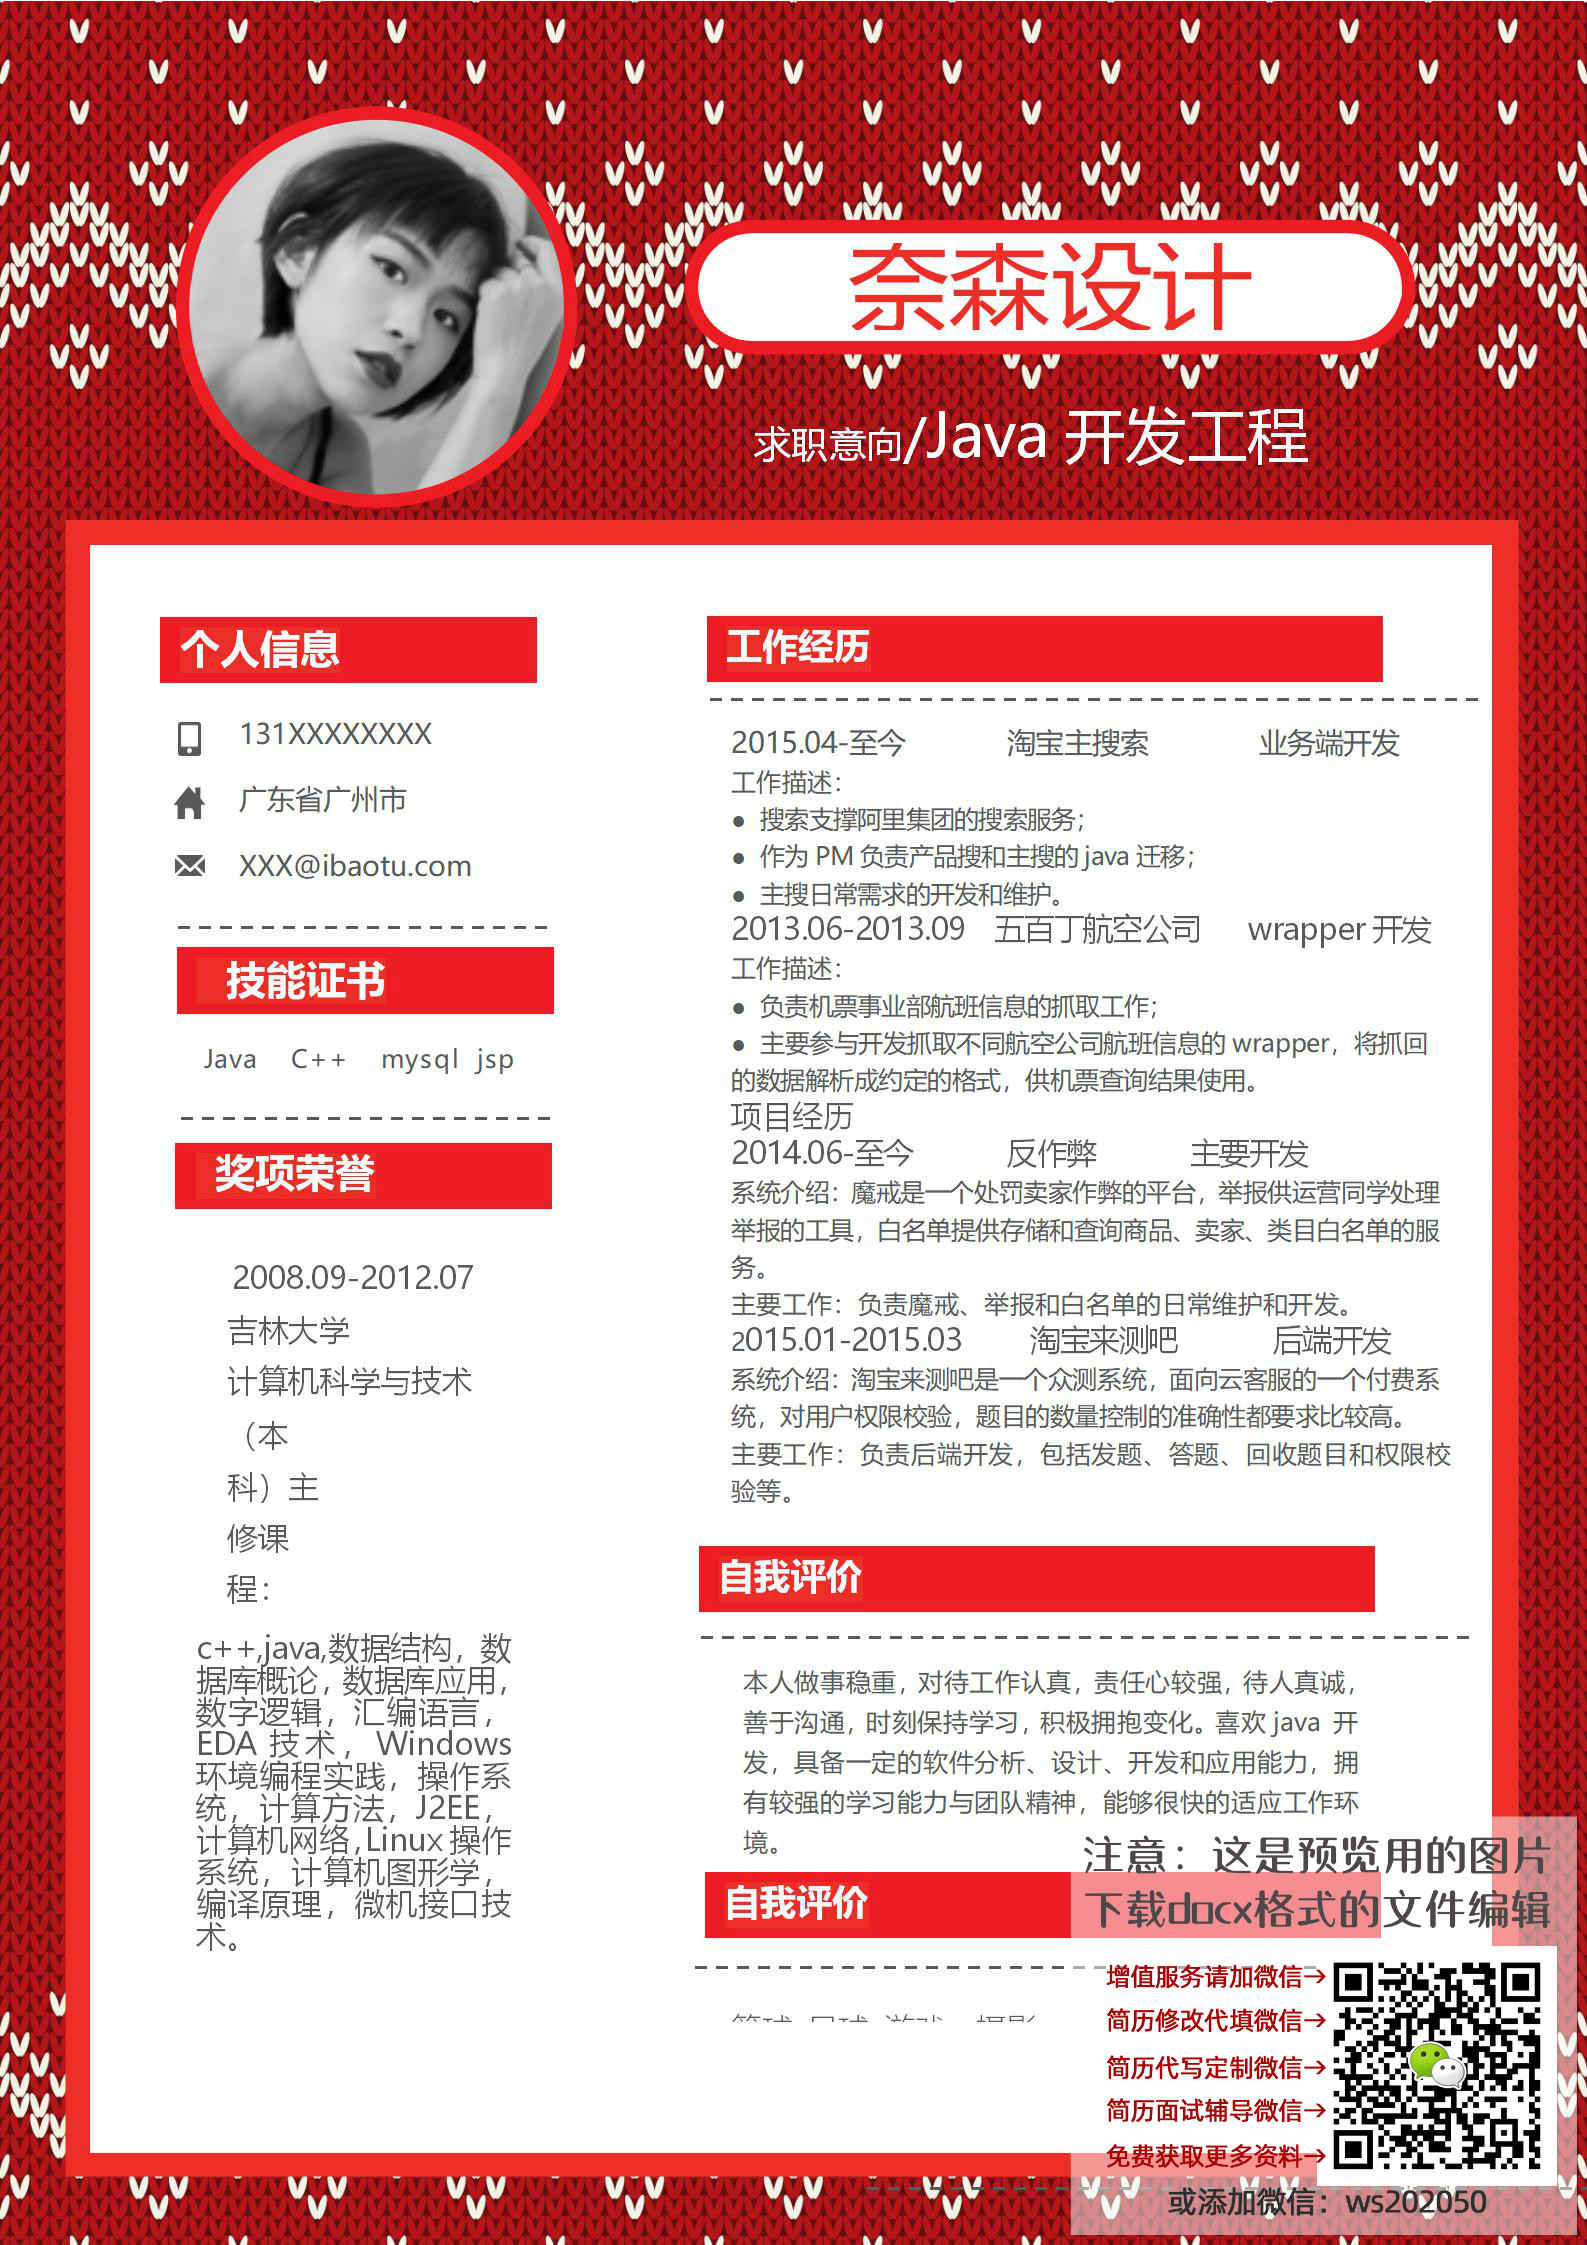 奈森设计
求职意向/Java 开发工程
个人信息
131XXXXXXXX
广东省广州市
XXX@ibaotu.com
技能证书
Java C++ mysql jsp
奖项荣誉
2008.09-2012.07
吉林大学
计算机科学与技术
（本
科）主
修课
程：
c++,java,数据结构，数
据库概论，数据库应用，
数字逻辑，汇编语言，
EDA 技术，Windows
环境编程实践，操作系
统，计算方法，J2EE，
计算机网络,Linux 操作
系统，计算机图形学，
编译原理，微机接口技
术。
工作经历
2015.04-至今 淘宝主搜索 业务端开发
工作描述：
● 搜索支撑阿里集团的搜索服务；
● 作为 PM 负责产品搜和主搜的 java 迁移；
● 主搜日常需求的开发和维护。
2013.06-2013.09 五百丁航空公司 wrapper 开发
工作描述：
● 负责机票事业部航班信息的抓取工作；
● 主要参与开发抓取不同航空公司航班信息的 wrapper，将抓回
的数据解析成约定的格式，供机票查询结果使用。
项目经历
2014.06-至今 反作弊 主要开发
系统介绍：魔戒是一个处罚卖家作弊的平台，举报供运营同学处理
举报的工具，白名单提供存储和查询商品、卖家、类目白名单的服
务。
主要工作：负责魔戒、举报和白名单的日常维护和开发。
2015.01-2015.03 淘宝来测吧 后端开发
系统介绍：淘宝来测吧是一个众测系统，面向云客服的一个付费系
统，对用户权限校验，题目的数量控制的准确性都要求比较高。
主要工作：负责后端开发，包括发题、答题、回收题目和权限校
验等。
自我评价
本人做事稳重，对待工作认真，责任心较强，待人真诚，
善于沟通，时刻保持学习，积极拥抱变化。喜欢 java 开
发，具备一定的软件分析、设计、开发和应用能力，拥
有较强的学习能力与团队精神，能够很快的适应工作环
境。
自我评价
注意：这是预览用的图片
下载docx格式的文件编辑
增值服务请加微信→
简历修改代填微信→
简历代写定制微信→
简历面试辅导微信→
免费获取更多资料→
或添加微信：ws202050